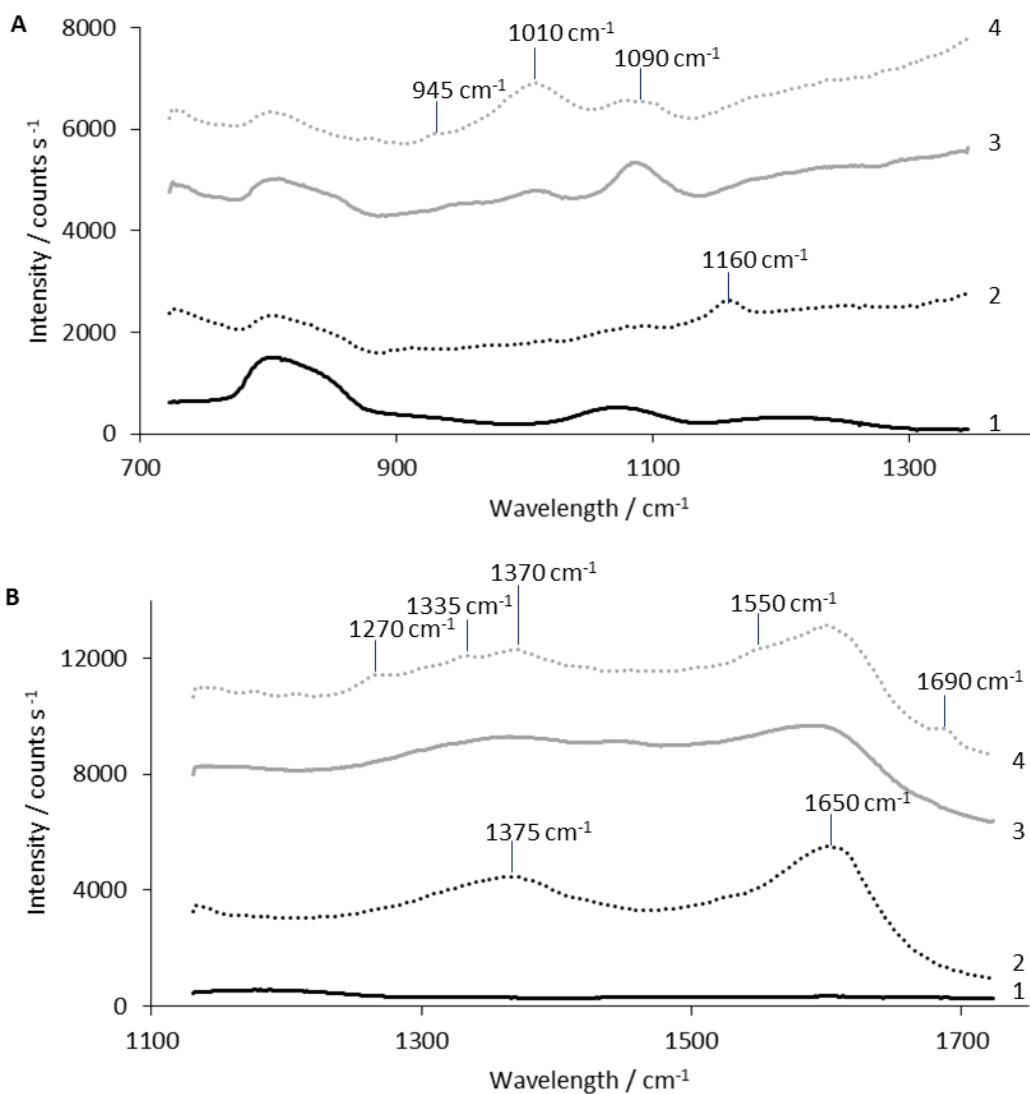 A
8000
6000
4000
2000
0
Intensity / counts s⁻¹
945 cm⁻¹
1010 cm⁻¹
1090 cm⁻¹
1160 cm⁻¹
4
3
2
1
700
900
1100
1300
Wavelength / cm⁻¹
B
12000
8000
4000
0
Intensity / counts s⁻¹
1270 cm⁻¹
1335 cm⁻¹
1370 cm⁻¹
1550 cm⁻¹
1690 cm⁻¹
1375 cm⁻¹
1650 cm⁻¹
4
3
2
1
1100
1300
1500
1700
Wavelength / cm⁻¹